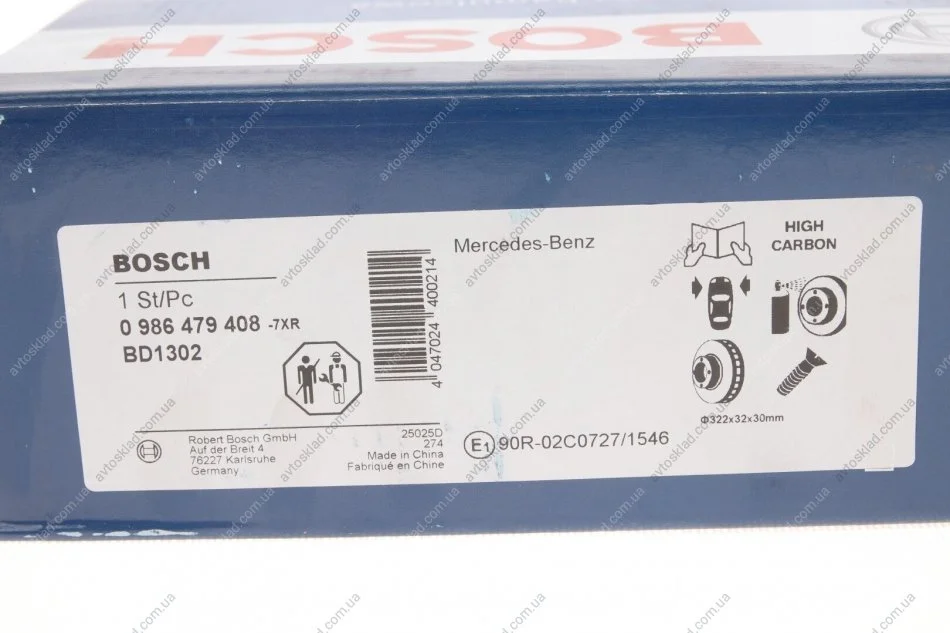 BOSCH
BOSCH
1 St/Pc
0 986 479 408 -7XR
BD1302
4 047024 400214
Mercedes-Benz
HIGH
CARBON
Φ322x32x30mm
E1 90R-02C0727/1546
Robert Bosch GmbH
Auf der Breit 4
76227 Karlsruhe
Germany
25025D
274
Made in China
Fabriqué en Chine
avtosklad.com.ua